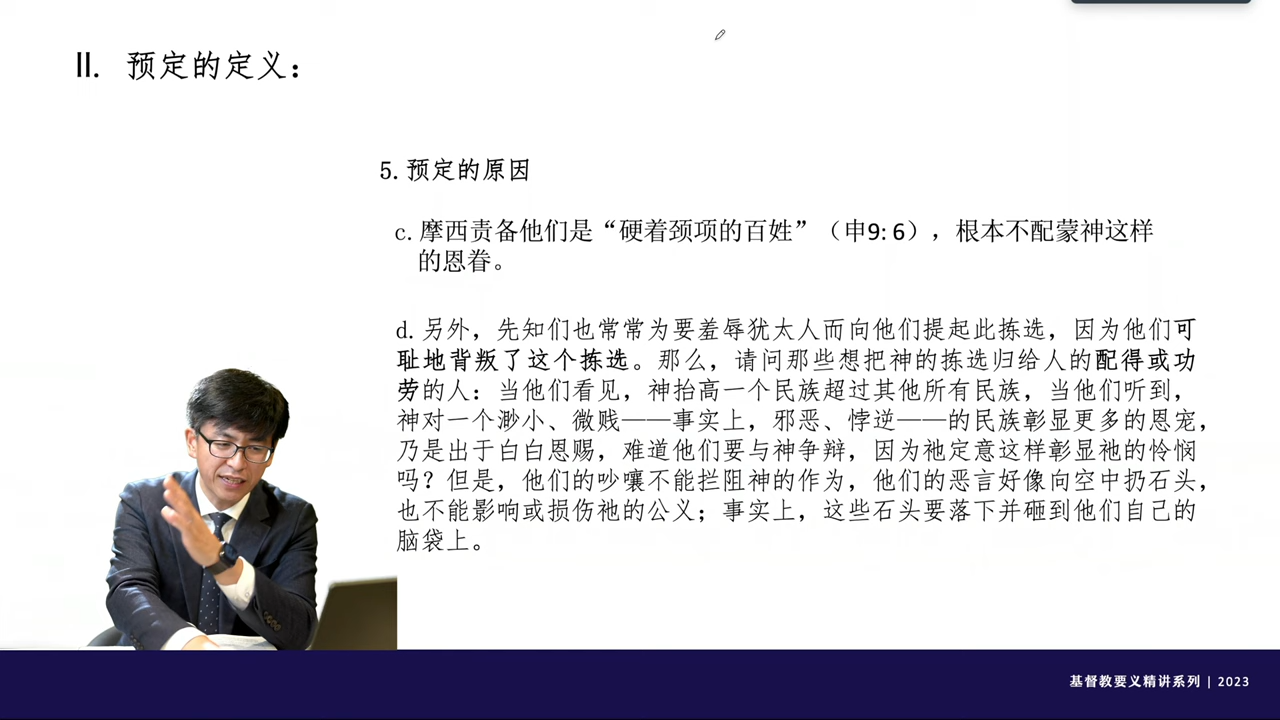 II. 预定的定义：
5. 预定的原因
c. 摩西责备他们是“硬着颈项的百姓”（申9: 6），根本不配蒙神这样
的恩眷。
d. 另外，先知们也常常为要羞辱犹太人而向他们提起此拣选，因为他们可
耻地背叛了这个拣选。那么，请问那些想把神的拣选归给人的配得或功
劳的人：当他们看见，神抬高一个民族超过其他所有民族，当他们听到，
神对一个渺小、微贱——事实上，邪恶、悖逆——的民族彰显更多的恩宠，
乃是出于白白恩赐，难道他们要与神争辩，因为祂定意这样彰显祂的怜悯
吗？但是，他们的吵嚷不能拦阻神的作为，他们的恶言好像向空中扔石头，
也不能影响或损伤祂的公义；事实上，这些石头要落下并砸到他们自己的
脑袋上。
基督教要义精讲系列 | 2023